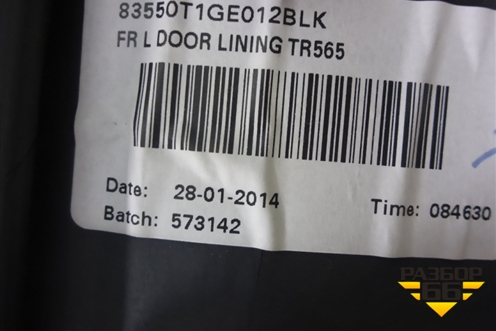 83550T1GE012BLK
FR L DOOR LINING TR565
Date: 28-01-2014 Time: 084630
Batch: 573142
РАЗБОР
66